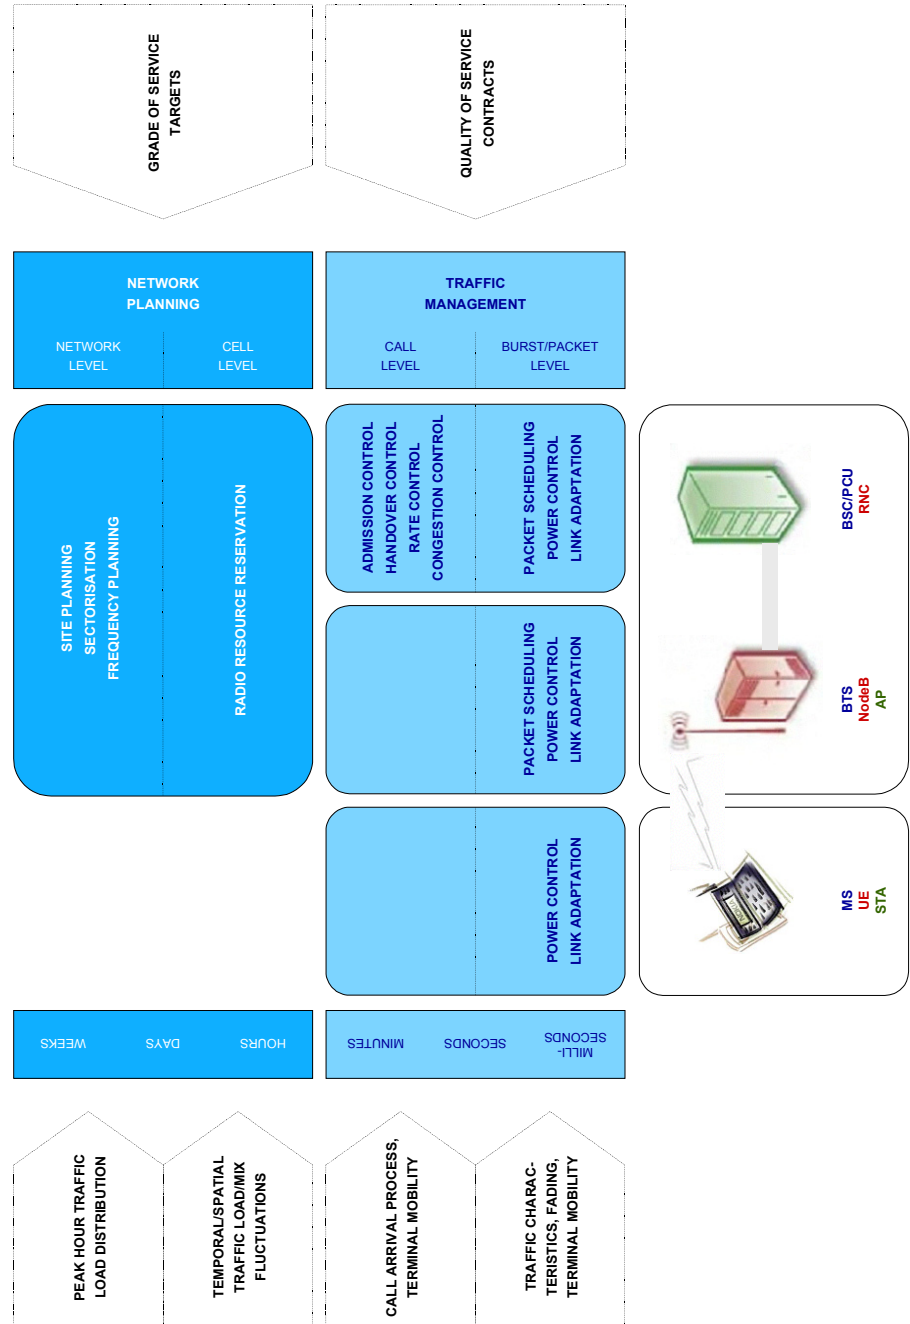 GRADE OF SERVICE
TARGETS
QUALITY OF SERVICE
CONTRACTS
NETWORK
PLANNING
NETWORK
LEVEL
CELL
LEVEL
TRAFFIC
MANAGEMENT
CALL
LEVEL
BURST/PACKET
LEVEL
SITE PLANNING
SECTORISATION
FREQUENCY PLANNING
RADIO RESOURCE RESERVATION
ADMISSION CONTROL
HANDOVER CONTROL
RATE CONTROL
CONGESTION CONTROL
PACKET SCHEDULING
POWER CONTROL
LINK ADAPTATION
BSC/PCU
RNC
PACKET SCHEDULING
POWER CONTROL
LINK ADAPTATION
BTS
NodeB
AP
POWER CONTROL
LINK ADAPTATION
NOKIA
MS
UE
STA
WEEKS
DAYS
HOURS
MINUTES
SECONDS
MILLI-
SECONDS
PEAK HOUR TRAFFIC
LOAD DISTRIBUTION
TEMPORAL/SPATIAL
TRAFFIC LOAD/MIX
FLUCTUATIONS
CALL ARRIVAL PROCESS,
TERMINAL MOBILITY
TRAFFIC CHARAC-
TERISTICS, FADING,
TERMINAL MOBILITY